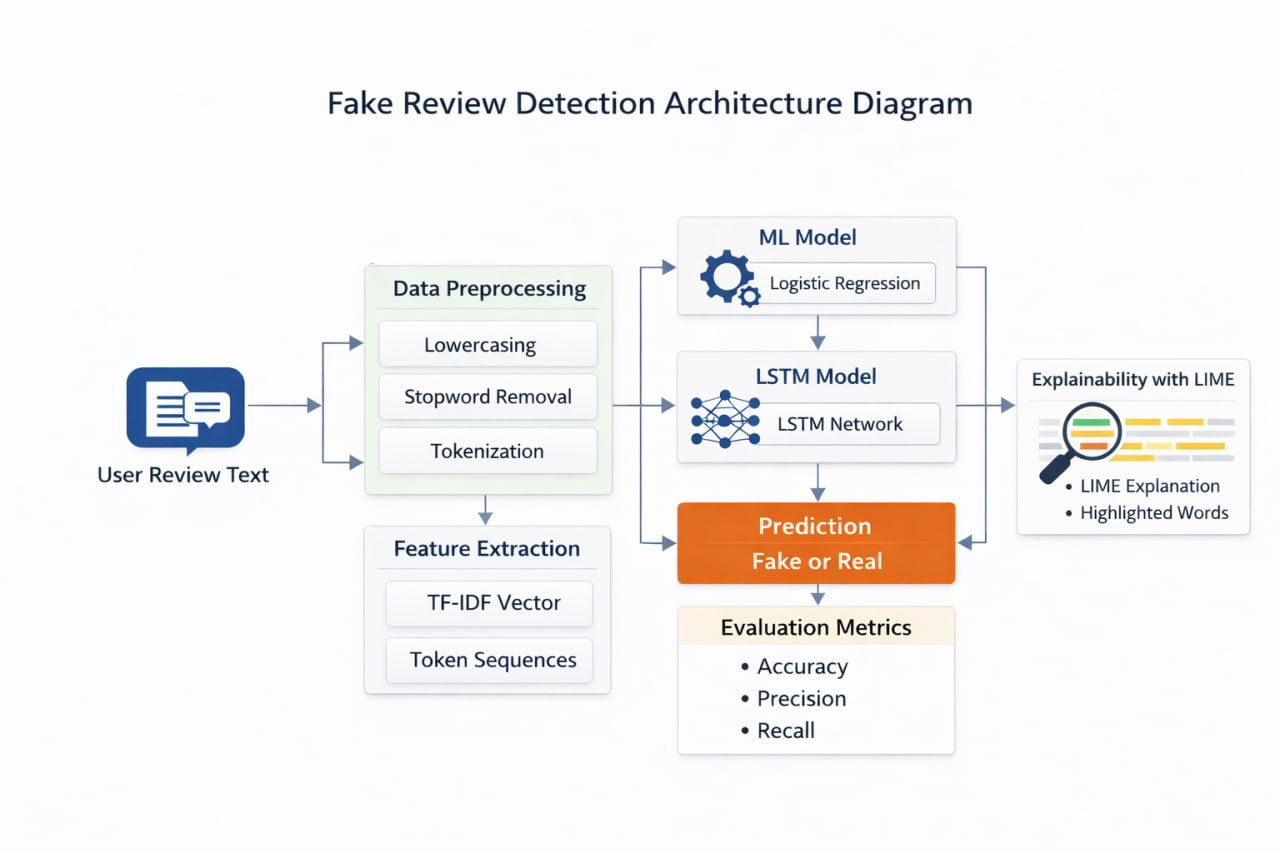 Fake Review Detection Architecture Diagram
User Review Text
Data Preprocessing
Lowercasing
Stopword Removal
Tokenization
Feature Extraction
TF-IDF Vector
Token Sequences
ML Model
Logistic Regression
LSTM Model
LSTM Network
Prediction
Fake or Real
Evaluation Metrics
• Accuracy
• Precision
• Recall
Explainability with LIME
• LIME Explanation
• Highlighted Words